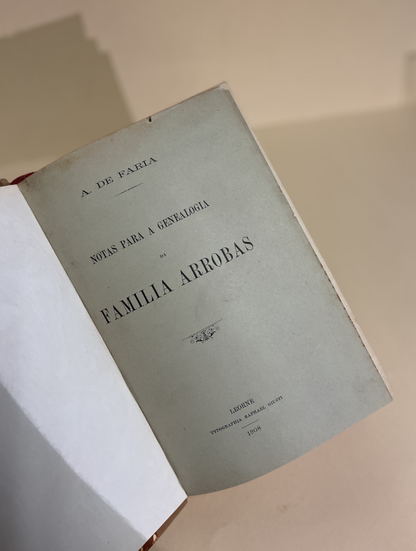 A. DE FARIA
NOTAS PARA A GENEALOGIA
DA
FAMILIA ARROBAS
LEORNE
TYPOGRAPHIA RAPHAEL GIUSTI
1908